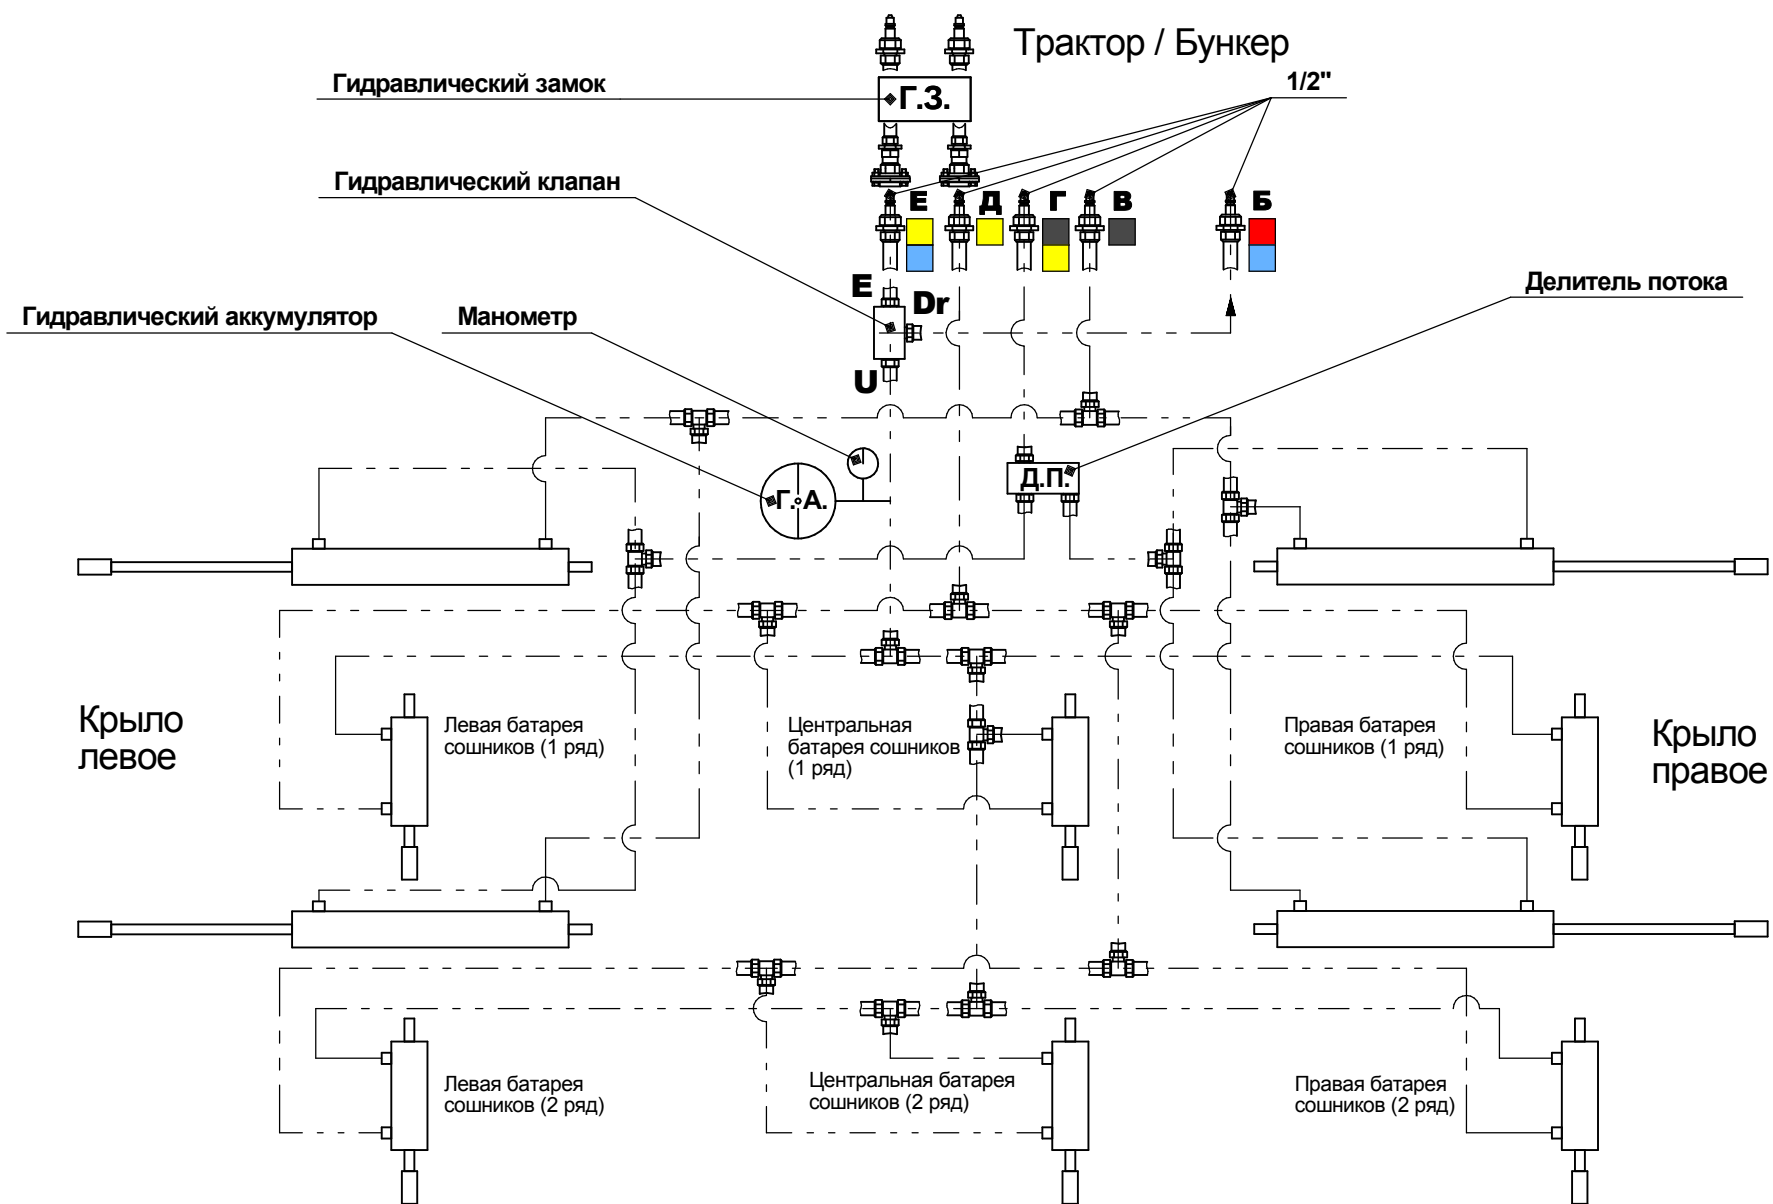 Трактор / Бункер
Гидравлический замок
Г.З.
1/2"
Гидравлический клапан
Е
Д
Г
В
Б
Е
Dr
Делитель потока
Гидравлический аккумулятор
Манометр
U
Г.А.
Д.П.
Крыло
левое
Левая батарея
сошников (1 ряд)
Центральная
батарея сошников
(1 ряд)
Правая батарея
сошников (1 ряд)
Крыло
правое
Левая батарея
сошников (2 ряд)
Центральная батарея
сошников (2 ряд)
Правая батарея
сошников (2 ряд)